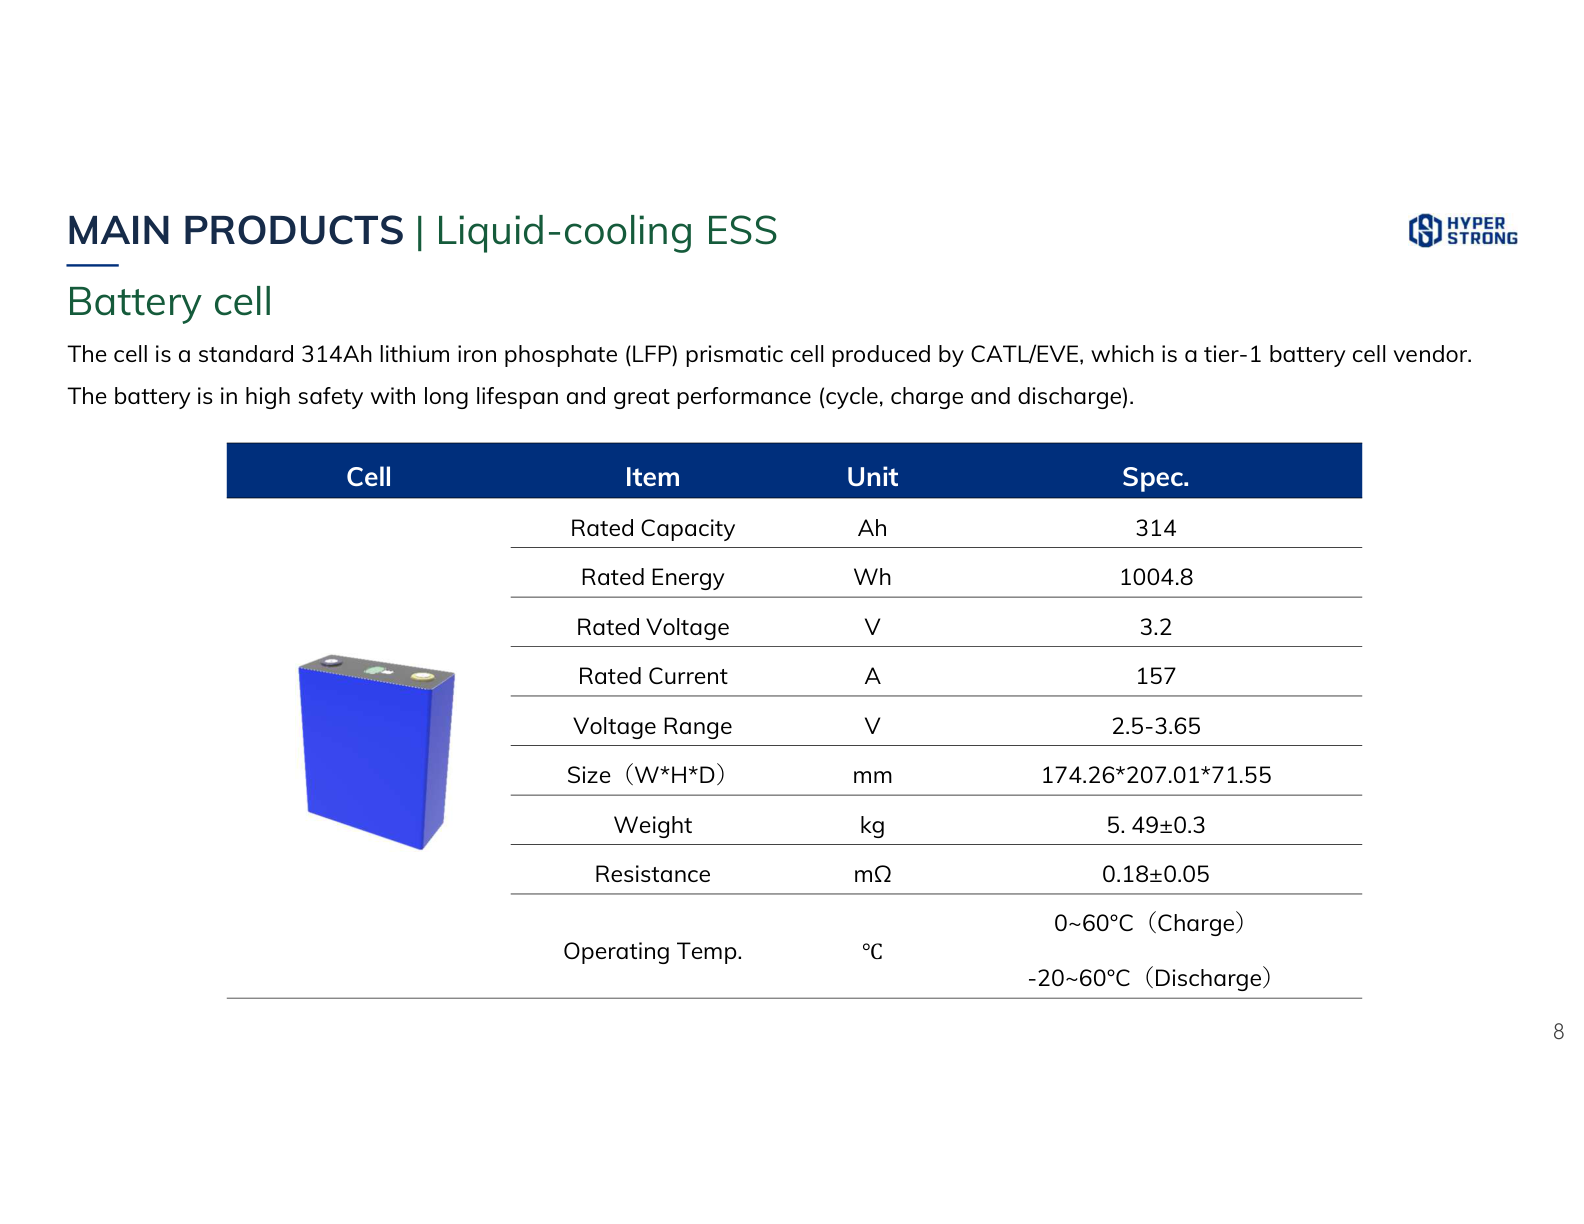 MAIN PRODUCTS | Liquid-cooling ESS
HYPER
STRONG
Battery cell
The cell is a standard 314Ah lithium iron phosphate (LFP) prismatic cell produced by CATL/EVE, which is a tier-1 battery cell vendor.
The battery is in high safety with long lifespan and great performance (cycle, charge and discharge).
Cell Item Unit Spec.
Rated Capacity Ah 314
Rated Energy Wh 1004.8
Rated Voltage V 3.2
Rated Current A 157
Voltage Range V 2.5-3.65
Size（W*H*D） mm 174.26*207.01*71.55
Weight kg 5. 49±0.3
Resistance mΩ 0.18±0.05
Operating Temp. ℃ 0~60°C（Charge）
-20~60°C（Discharge）
8